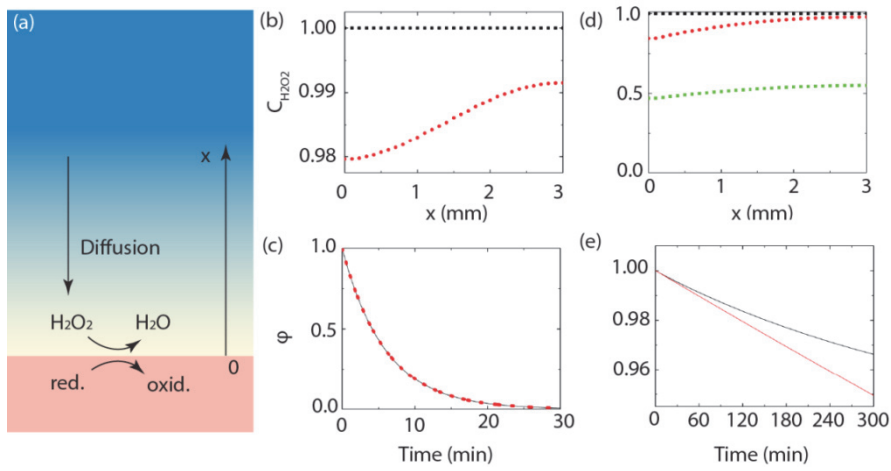 (a)
x
Diffusion
H2O2
H2O
0
red.
oxid.
(b)
1.00
0.99
0.98
CH2O2
0
1
2
3
x (mm)
(c)
1.0
0.5
0.0
φ
0
10
20
30
Time (min)
(d)
1.0
0.5
0.0
0
1
2
3
x (mm)
(e)
1.00
0.98
0.96
0
60
120
180
240
300
Time (min)